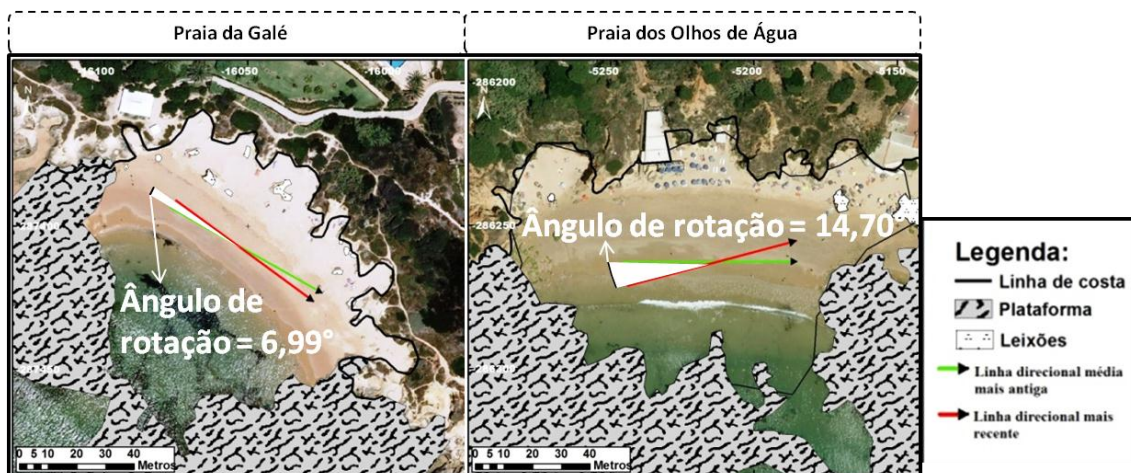 Praia da Galé
Praia dos Olhos de Água
-16100
-16050
-5250
-5200
-286200
N
Ângulo de rotação = 14,70
-286250
Ângulo de
rotação = 6,99°
0 5 10 20 30 40
Metros
0 5 10 20 30 40
Metros
Legenda:
Linha de costa
Plataforma
Leixões
Linha direcional média
mais antiga
Linha direcional mais
recente